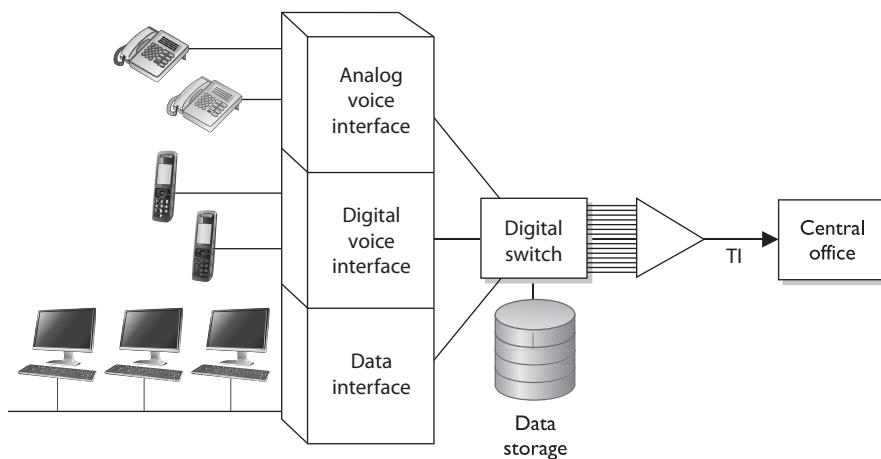 Analog
voice
interface
Digital
voice
interface
Data
interface
Digital
switch
TI
Central
office
Data
storage